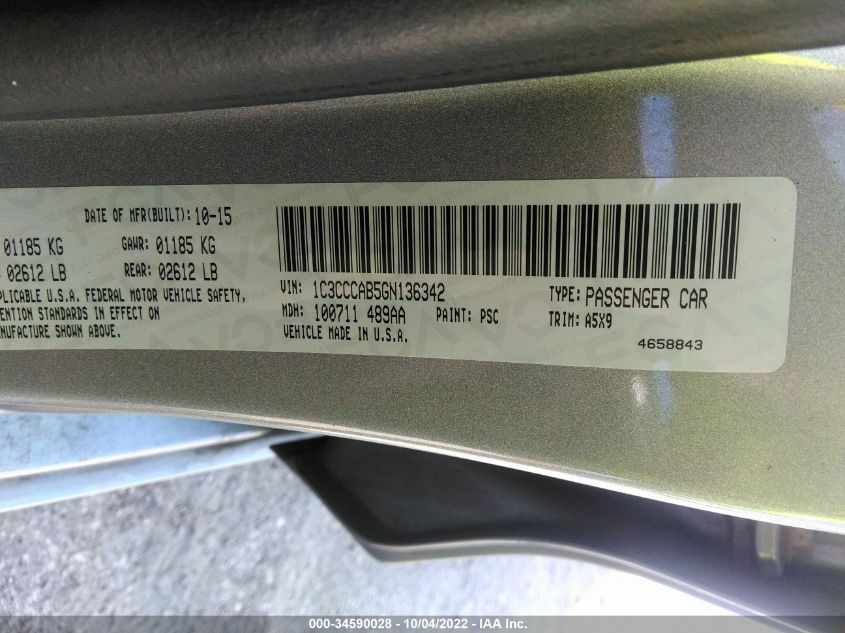 DATE OF MFR(BUILT): 10-15
01185 KG GAWR: 01185 KG
02612 LB REAR: 02612 LB
PLICABLE U.S.A. FEDERAL MOTOR VEHICLE SAFETY,
ENTION STANDARDS IN EFFECT ON
NUFACTURE SHOWN ABOVE.
VIN: 1C3CCCAB5GN136342 TYPE: PASSENGER CAR
MDH: 100711 489AA PAINT: PSC TRIM: A5X9
VEHICLE MADE IN U.S.A. 4658843
000-34590028 - 10/04/2022 - IAA Inc.